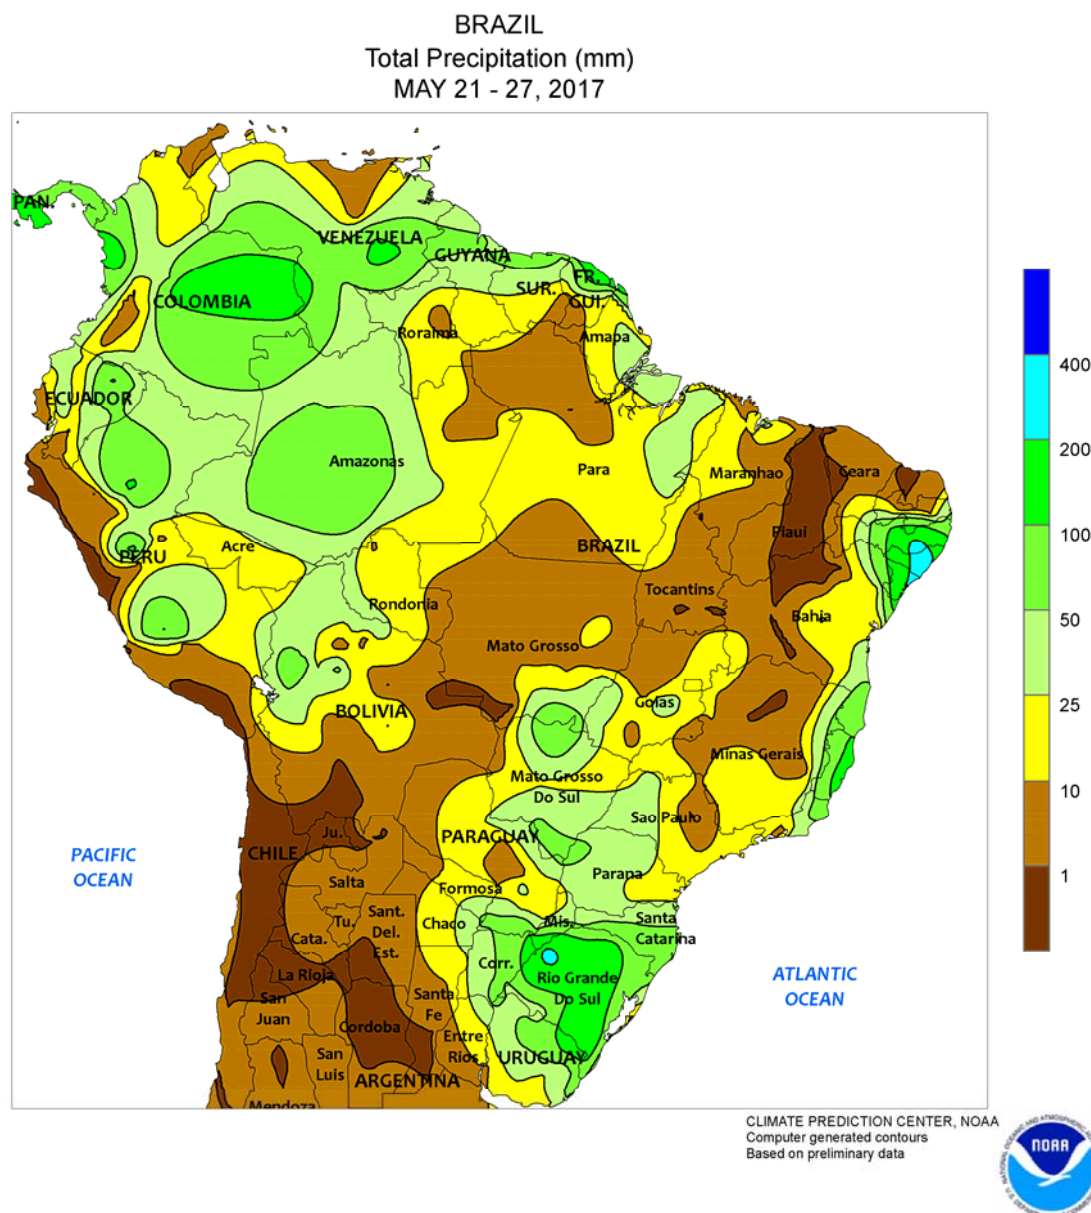 BRAZIL
Total Precipitation (mm)
MAY 21 - 27, 2017
PAN.
VENEZUELA
GUYANA
FR.
SUR.
GUI.
COLOMBIA
Roraima
Amapa
ECUADOR
Amazonas
Para
Maranhao
Ceara
Piaui
PERU
Acre
BRAZIL
Tocantins
Rondonia
Bahia
Mato Grosso
BOLIVIA
Goias
Minas Gerais
Mato Grosso
Do Sul
Sao Paulo
PARAGUAY
Ju.
CHILE
Salta
Parana
Formosa
Sant.
Del.
Est.
Tu.
Chaco
Mis.
Santa
Catarina
Cata.
Corr.
La Rioja
Rio Grande
Do Sul
San
Juan
Santa
Fe
Cordoba
Entre
Rios
San
Luis
URUGUAY
ARGENTINA
Mendoza
PACIFIC
OCEAN
ATLANTIC
OCEAN
400
200
100
50
25
10
1
CLIMATE PREDICTION CENTER, NOAA
Computer generated contours
Based on preliminary data
NOAA